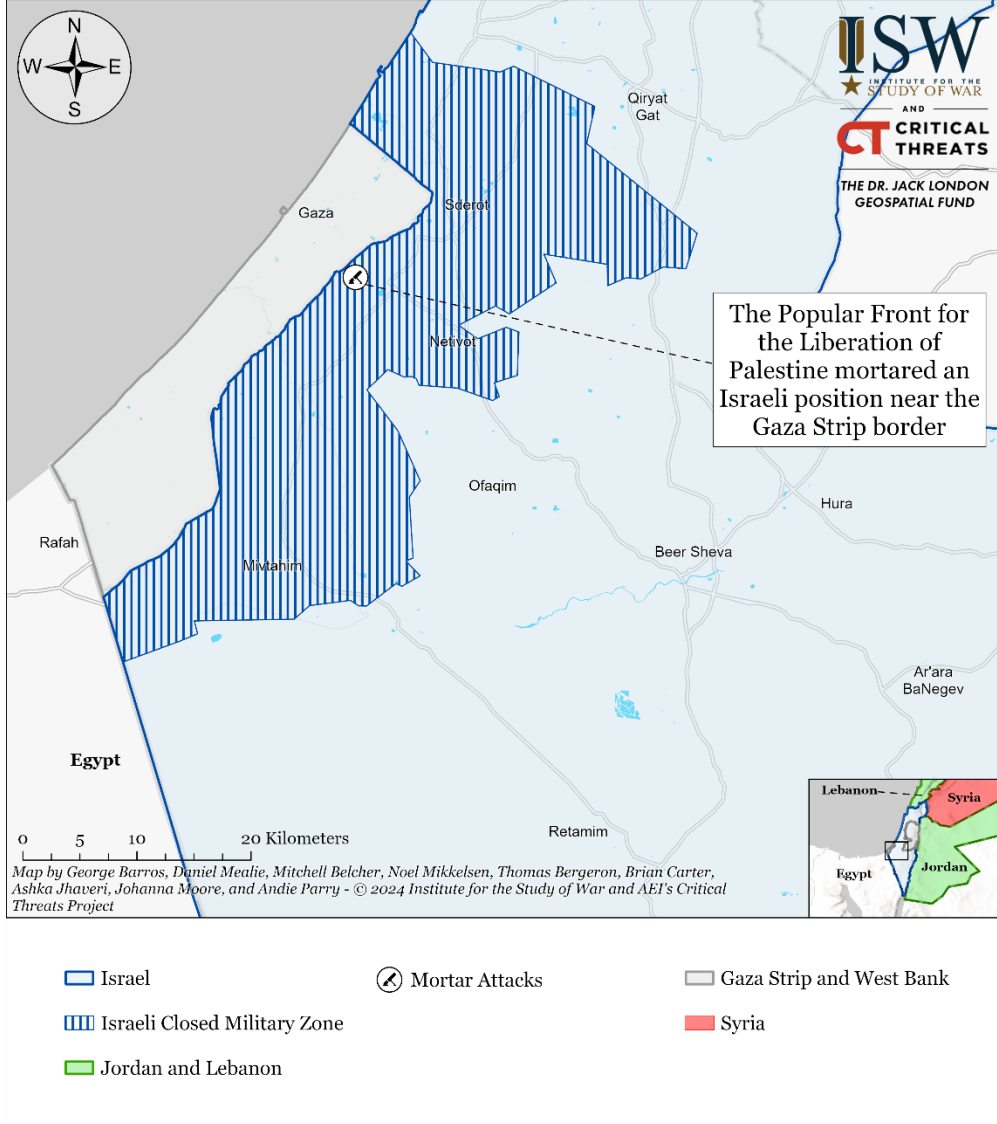 N
W E
S
ISW
INSTITUTE FOR THE
STUDY OF WAR
AND
CT CRITICAL
THREATS
THE DR. JACK LONDON
GEOSPATIAL FUND
Qiryat
Gat
Gaza
Sderot
The Popular Front for
the Liberation of
Palestine mortared an
Israeli position near the
Gaza Strip border
Netivot
Ofaqim
Hura
Rafah
Beer Sheva
Mivtahim
Ar'ara
BaNegev
Egypt
Retamim
Lebanon
Syria
Jordan
Egypt
0 5 10 20 Kilometers
Map by George Barros, Daniel Mealie, Mitchell Belcher, Noel Mikkelsen, Thomas Bergeron, Brian Carter,
Ashka Jhaveri, Johanna Moore, and Andie Parry - © 2024 Institute for the Study of War and AEI's Critical
Threats Project
Israel
Mortar Attacks
Gaza Strip and West Bank
Israeli Closed Military Zone
Syria
Jordan and Lebanon